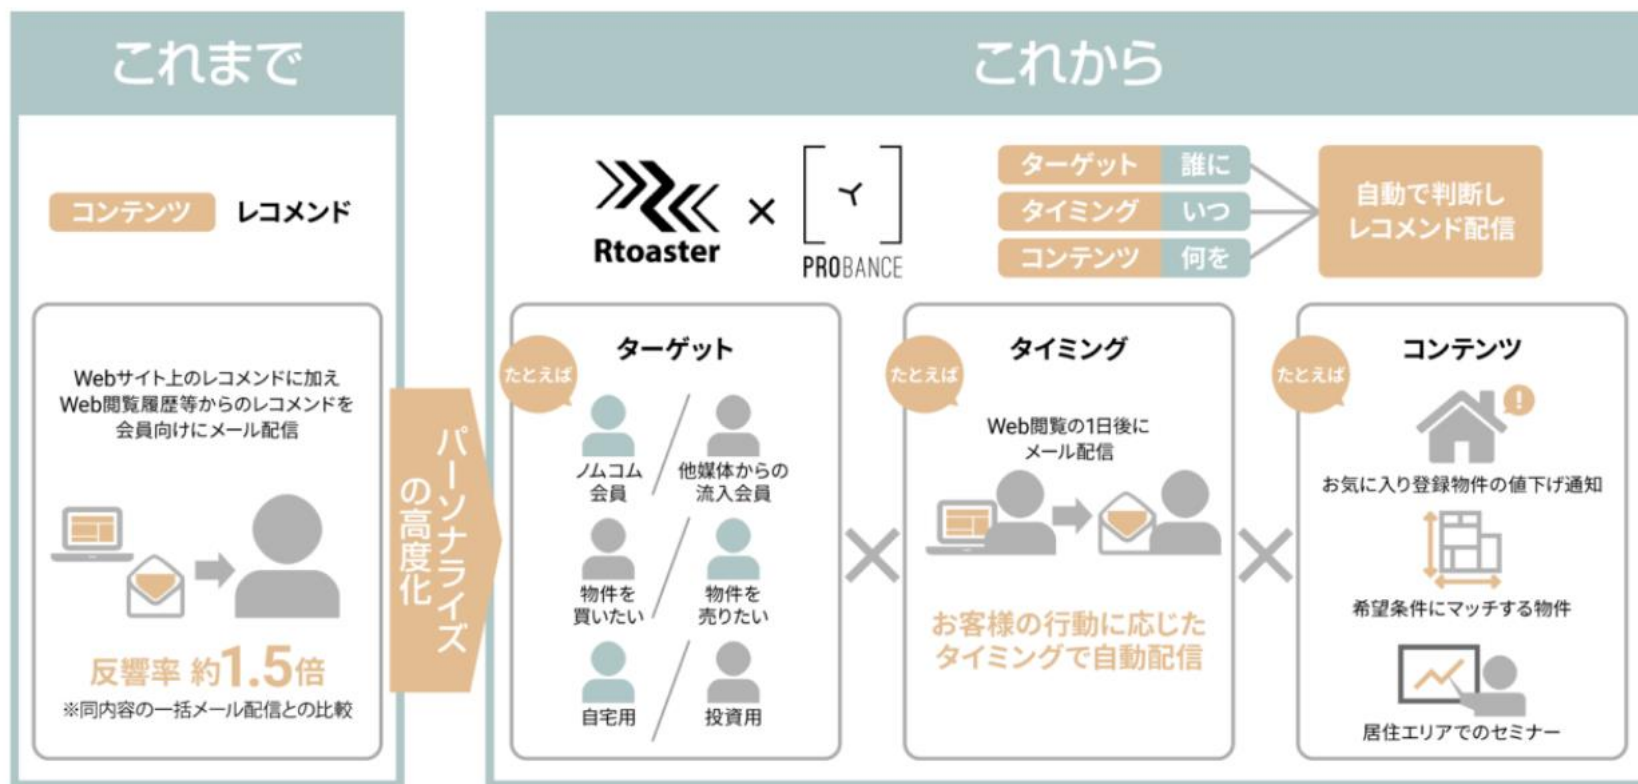 これまで
コンテンツ レコメンド
Webサイト上のレコメンドに加え
Web閲覧履歴等からのレコメンドを
会員向けにメール配信
反響率 約1.5倍
※同内容の一括メール配信との比較
パーソナライズ
の高度化
これから
Rtoaster
×
PROBANCE
ターゲット 誰に
タイミング いつ
コンテンツ 何を
自動で判断し
レコメンド配信
たとえば
ターゲット
ノムコム
会員
他媒体からの
流入会員
物件を
買いたい
物件を
売りたい
自宅用
投資用
×
たとえば
タイミング
Web閲覧の1日後に
メール配信
お客様の行動に応じた
タイミングで自動配信
×
たとえば
コンテンツ
!
お気に入り登録物件の値下げ通知
希望条件にマッチする物件
居住エリアでのセミナー